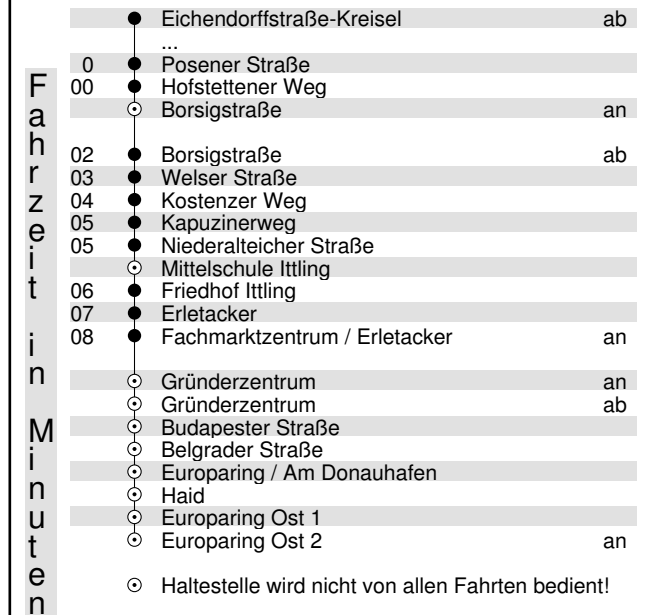 Fahrzeit in Minuten
Eichendorffstraße-Kreisel ab
...
0 Posener Straße
00 Hofstettener Weg
Borsigstraße an
02 Borsigstraße ab
03 Welser Straße
04 Kostenzer Weg
05 Kapuzinerweg
05 Niederalteicher Straße
Mittelschule Ittling
06 Friedhof Ittling
07 Erletacker
08 Fachmarktzentrum / Erletacker an
Gründerzentrum an
Gründerzentrum ab
Budapester Straße
Belgrader Straße
Europaring / Am Donauhafen
Haid
Europaring Ost 1
Europaring Ost 2 an
Haltestelle wird nicht von allen Fahrten bedient!